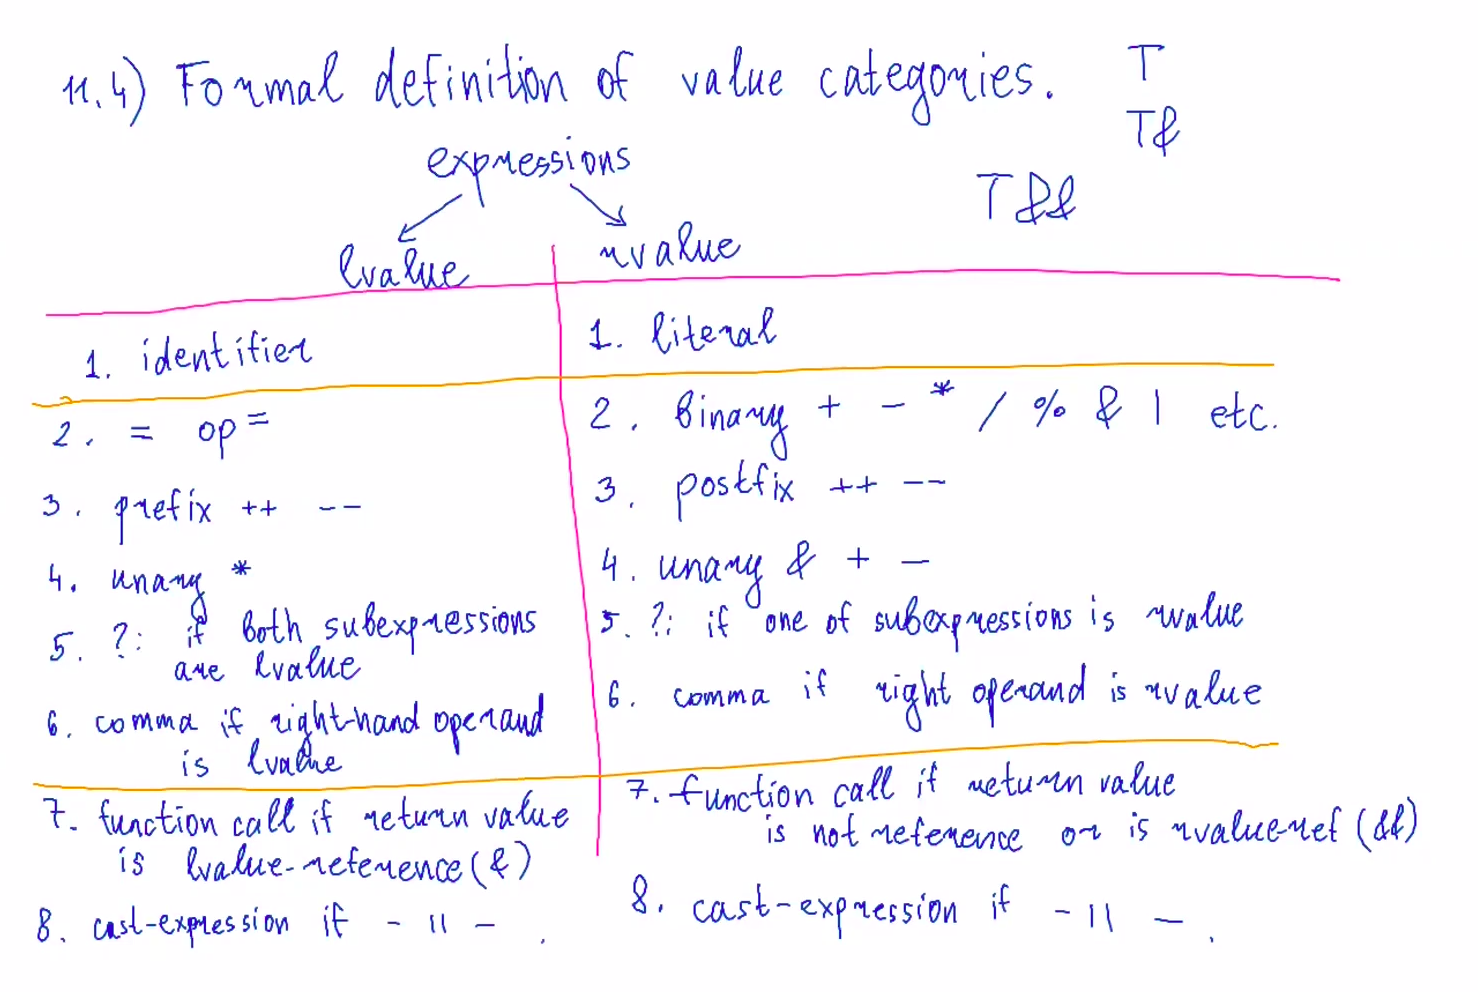 11.4) Formal definition of value categories.
T
T&
T&&
expressions
lvalue
rvalue
1. identifier
2. = op=
3. prefix ++ --
4. unary *
5. ?: if both subexpressions
are lvalue
6. comma if right-hand operand
is lvalue
7. function call if return value
is lvalue-reference (&)
8. cast-expression if - || - .
1. literal
2. binary + - * / % & | etc.
3. postfix ++ --
4. unary & + -
5. ?: if one of subexpressions is rvalue
6. comma if right operand is rvalue
7. function call if return value
is not reference or is rvalue-ref (&&)
8. cast-expression if - || - .